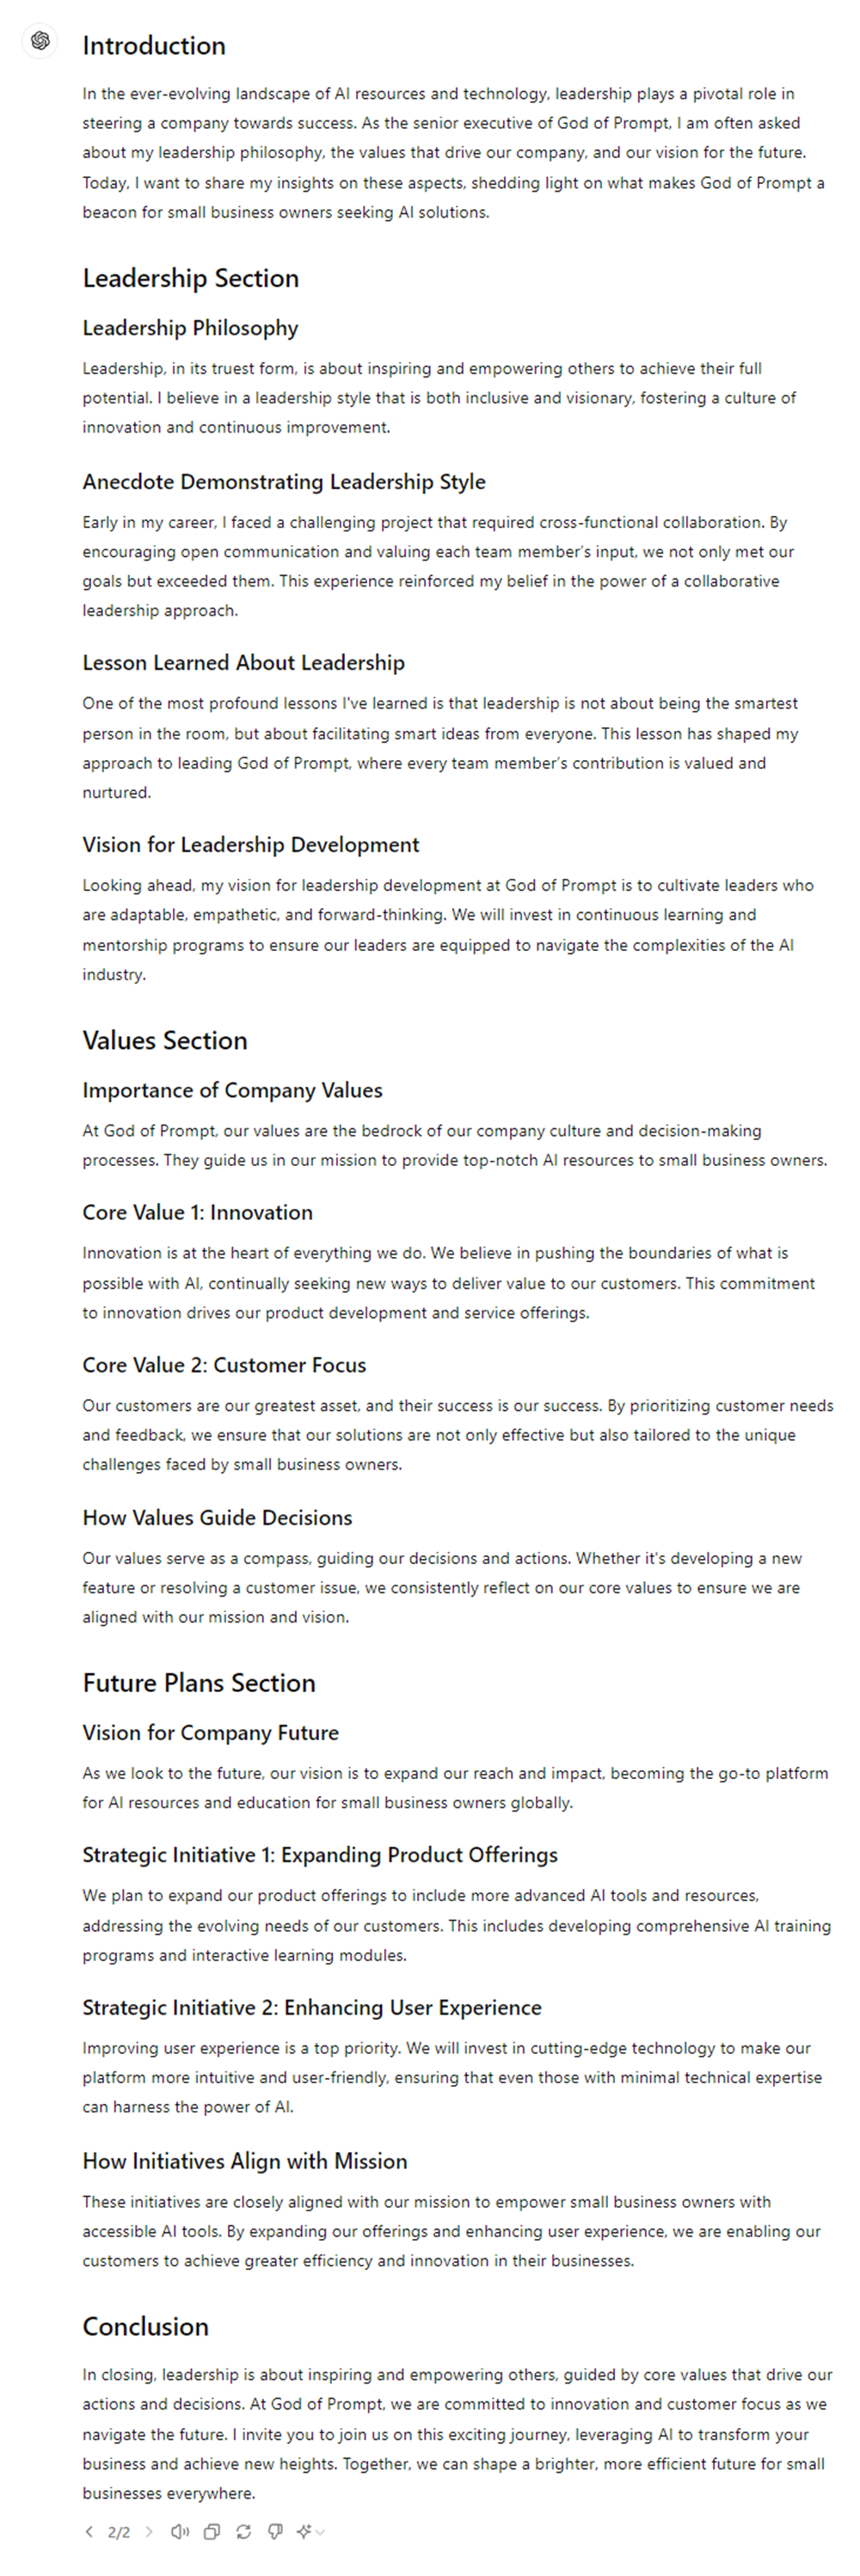 Introduction
In the ever-evolving landscape of AI resources and technology, leadership plays a pivotal role in
steering a company towards success. As the senior executive of God of Prompt, I am often asked
about my leadership philosophy, the values that drive our company, and our vision for the future.
Today, I want to share my insights on these aspects, shedding light on what makes God of Prompt a
beacon for small business owners seeking AI solutions.
Leadership Section
Leadership Philosophy
Leadership, in its truest form, is about inspiring and empowering others to achieve their full
potential. I believe in a leadership style that is both inclusive and visionary, fostering a culture of
innovation and continuous improvement.
Anecdote Demonstrating Leadership Style
Early in my career, I faced a challenging project that required cross-functional collaboration. By
encouraging open communication and valuing each team member's input, we not only met our
goals but exceeded them. This experience reinforced my belief in the power of a collaborative
leadership approach.
Lesson Learned About Leadership
One of the most profound lessons I've learned is that leadership is not about being the smartest
person in the room, but about facilitating smart ideas from everyone. This lesson has shaped my
approach to leading God of Prompt, where every team member's contribution is valued and
nurtured.
Vision for Leadership Development
Looking ahead, my vision for leadership development at God of Prompt is to cultivate leaders who
are adaptable, empathetic, and forward-thinking. We will invest in continuous learning and
mentorship programs to ensure our leaders are equipped to navigate the complexities of the AI
industry.
Values Section
Importance of Company Values
At God of Prompt, our values are the bedrock of our company culture and decision-making
processes. They guide us in our mission to provide top-notch AI resources to small business owners.
Core Value 1: Innovation
Innovation is at the heart of everything we do. We believe in pushing the boundaries of what is
possible with AI, continually seeking new ways to deliver value to our customers. This commitment
to innovation drives our product development and service offerings.
Core Value 2: Customer Focus
Our customers are our greatest asset, and their success is our success. By prioritizing customer needs
and feedback, we ensure that our solutions are not only effective but also tailored to the unique
challenges faced by small business owners.
How Values Guide Decisions
Our values serve as a compass, guiding our decisions and actions. Whether it's developing a new
feature or resolving a customer issue, we consistently reflect on our core values to ensure we are
aligned with our mission and vision.
Future Plans Section
Vision for Company Future
As we look to the future, our vision is to expand our reach and impact, becoming the go-to platform
for AI resources and education for small business owners globally.
Strategic Initiative 1: Expanding Product Offerings
We plan to expand our product offerings to include more advanced AI tools and resources,
addressing the evolving needs of our customers. This includes developing comprehensive AI training
programs and interactive learning modules.
Strategic Initiative 2: Enhancing User Experience
Improving user experience is a top priority. We will invest in cutting-edge technology to make our
platform more intuitive and user-friendly, ensuring that even those with minimal technical expertise
can harness the power of AI.
How Initiatives Align with Mission
These initiatives are closely aligned with our mission to empower small business owners with
accessible AI tools. By expanding our offerings and enhancing user experience, we are enabling our
customers to achieve greater efficiency and innovation in their businesses.
Conclusion
In closing, leadership is about inspiring and empowering others, guided by core values that drive our
actions and decisions. At God of Prompt, we are committed to innovation and customer focus as we
navigate the future. I invite you to join us on this exciting journey, leveraging AI to transform your
business and achieve new heights. Together, we can shape a brighter, more efficient future for small
businesses everywhere.
2/2